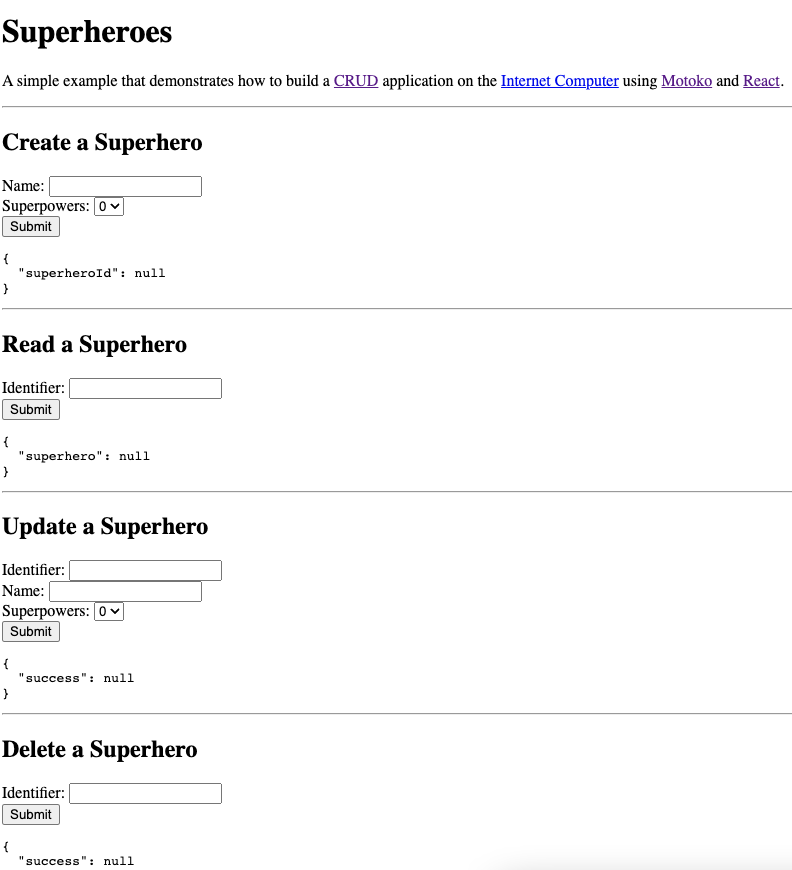 Superheroes
A simple example that demonstrates how to build a CRUD application on the Internet Computer using Motoko and React.
Create a Superhero
Name:
Superpowers: 0
Submit
{
  "superheroId": null
}
Read a Superhero
Identifier:
Submit
{
  "superhero": null
}
Update a Superhero
Identifier:
Name:
Superpowers: 0
Submit
{
  "success": null
}
Delete a Superhero
Identifier:
Submit
{
  "success": null